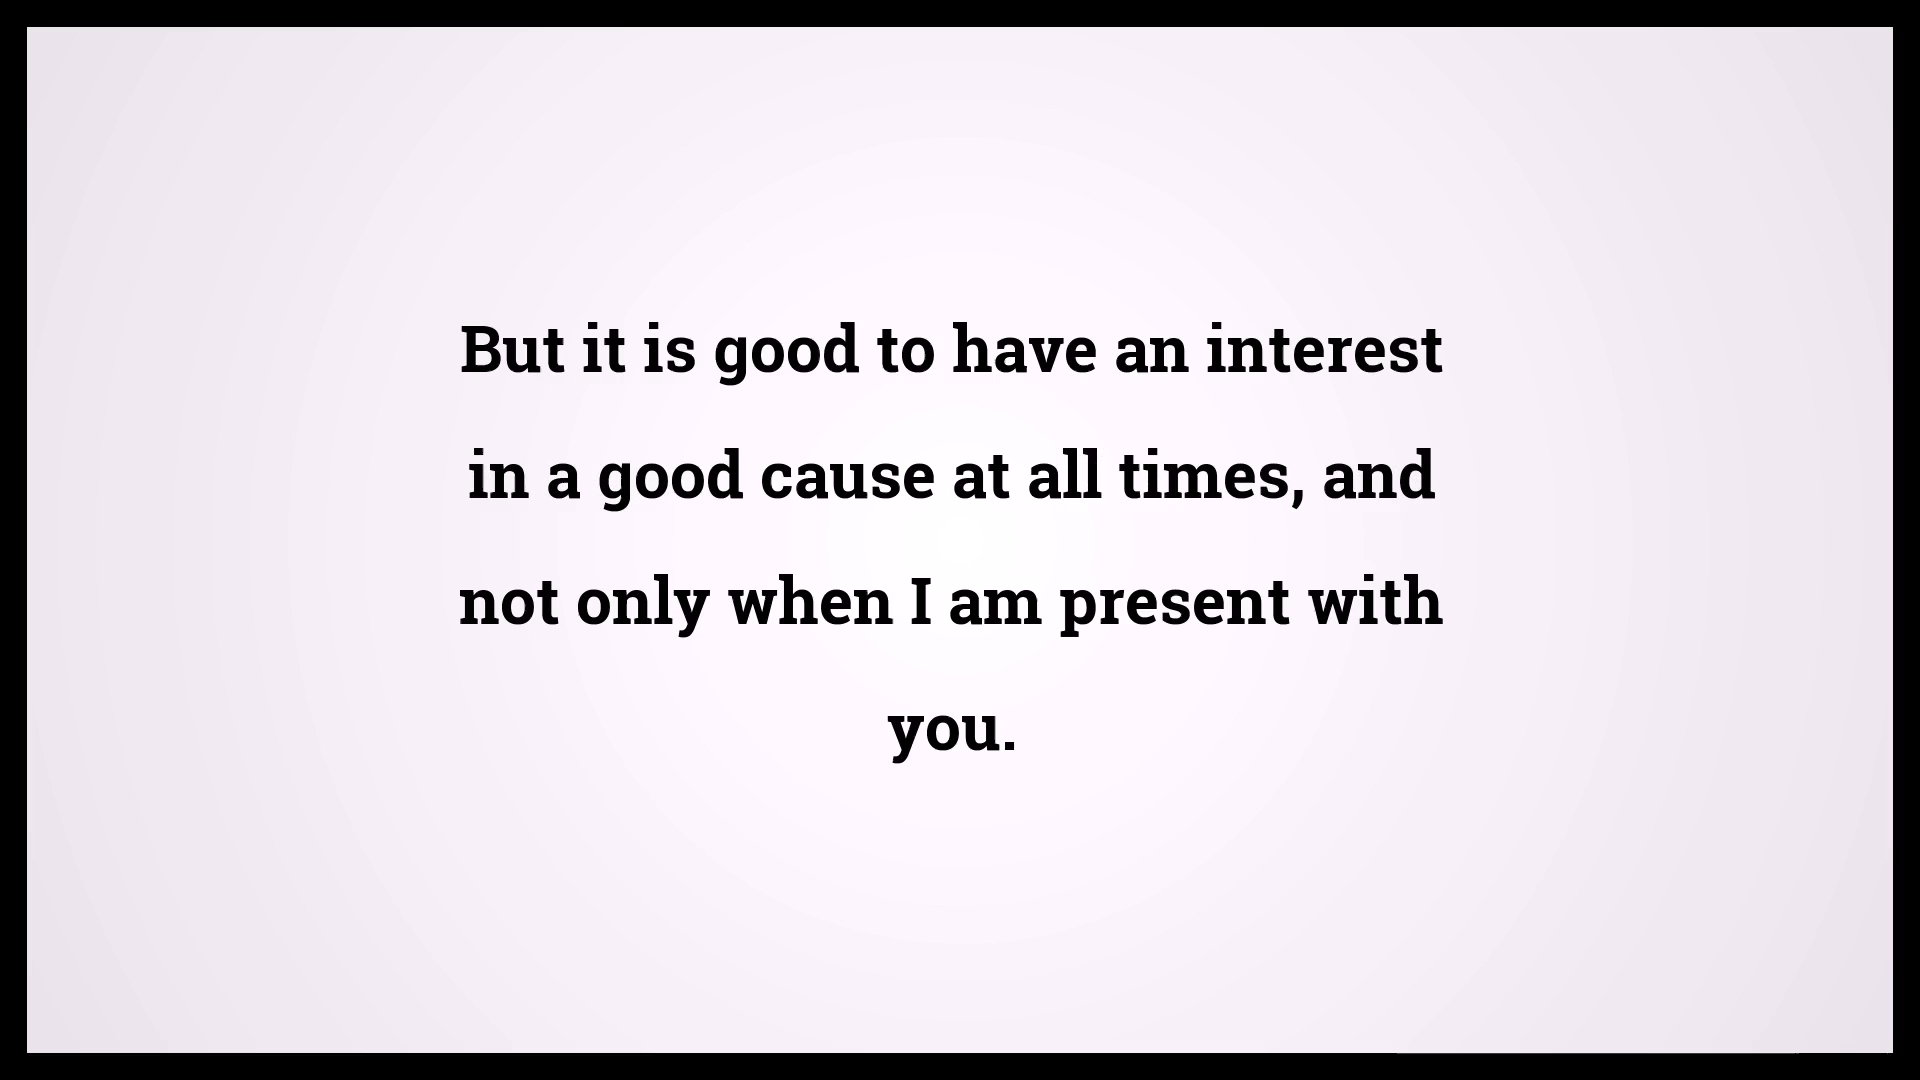 But it is good to have an interest
in a good cause at all times, and
not only when I am present with
you.